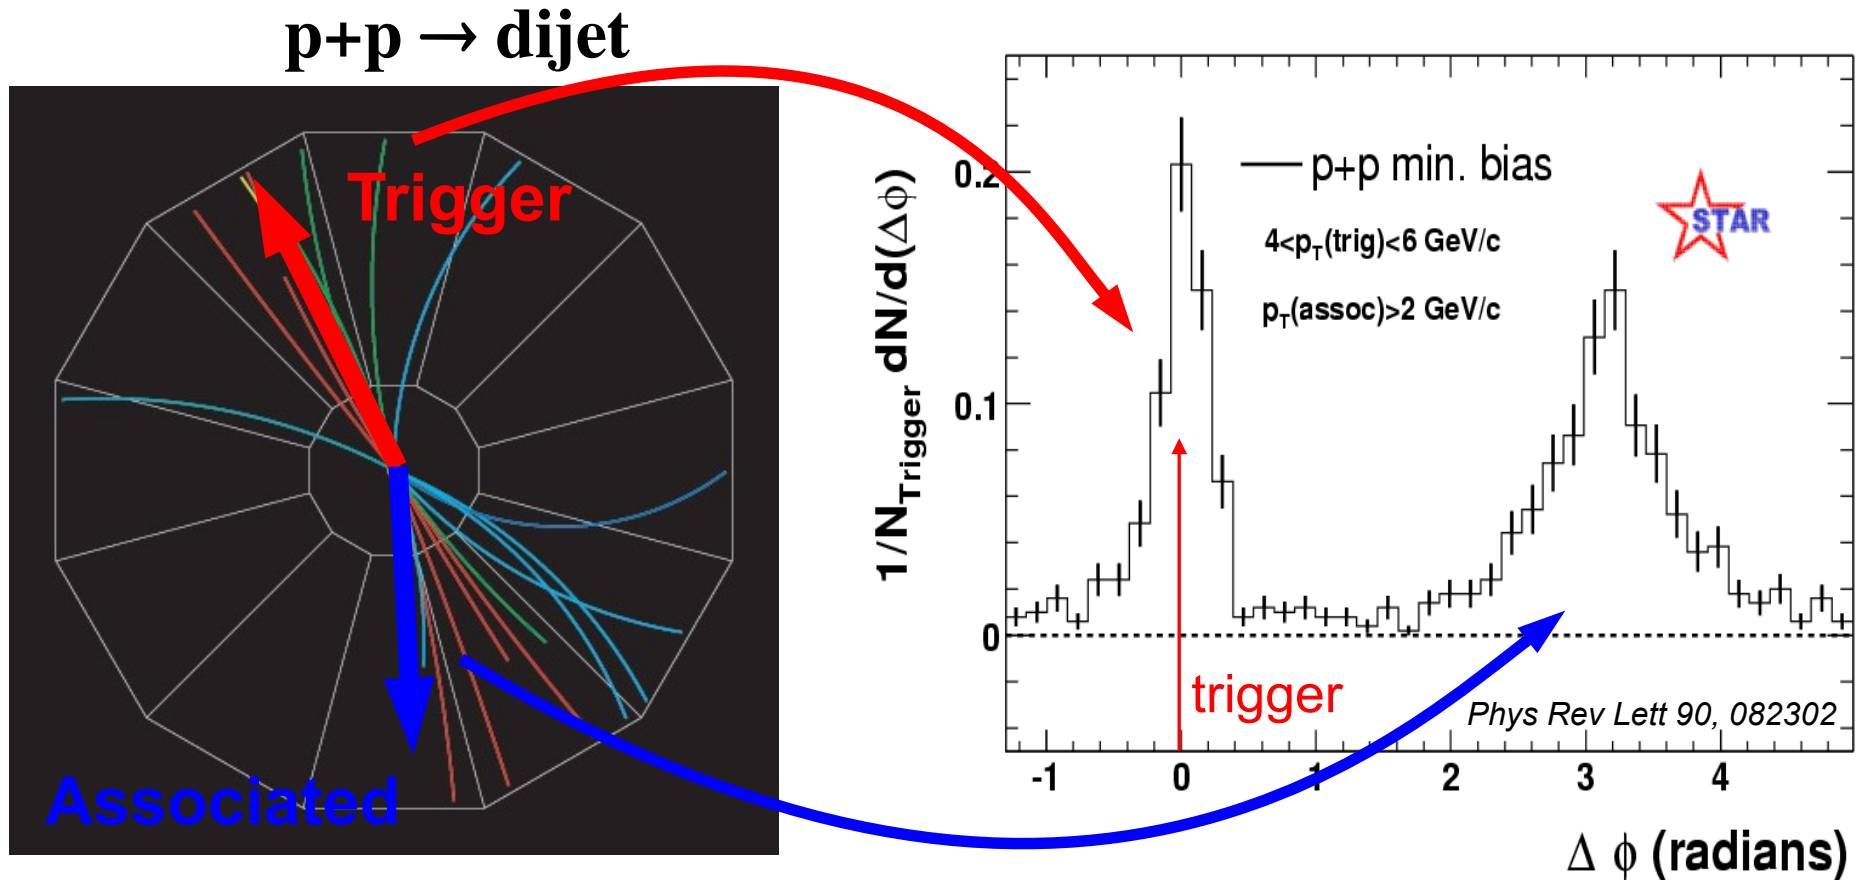 p+p → dijet
Trigger
Associated
1/N_Trigger dN/d(Δϕ)
0.2
0.1
0
p+p min. bias
4<p_T(trig)<6 GeV/c
p_T(assoc)>2 GeV/c
STAR
trigger
Phys Rev Lett 90, 082302
-1 0 1 2 3 4
Δ ϕ (radians)